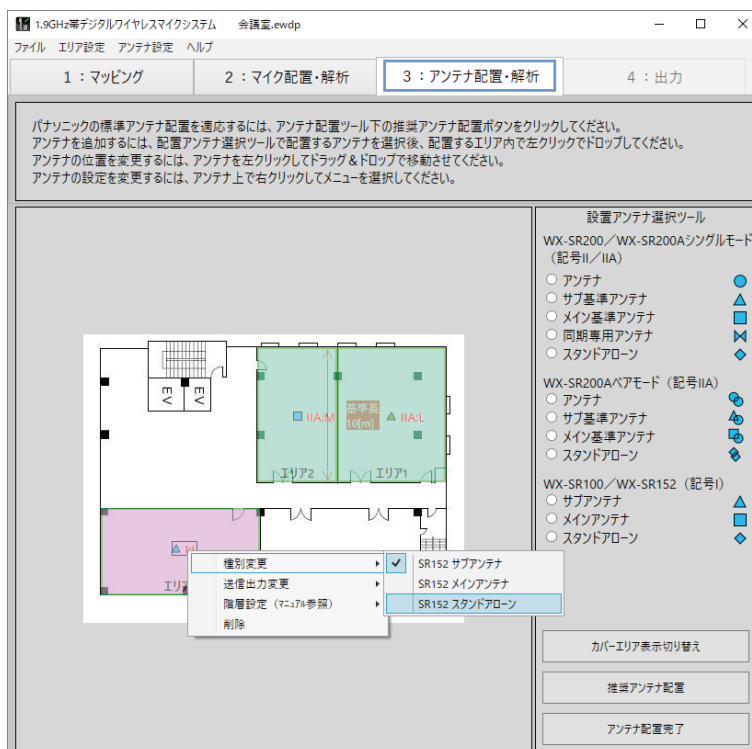 1.9GHz帯デジタルワイヤレスマイクシステム　会議室.ewdp
ファイル　エリア設定　アンテナ設定　ヘルプ
1：マッピング
2：マイク配置・解析
3：アンテナ配置・解析
4：出力
パナソニックの標準アンテナ配置を適応するには、アンテナ配置ツール下の推奨アンテナ配置ボタンをクリックしてください。
アンテナを追加するには、配置アンテナ選択ツールで配置するアンテナを選択後、配置するエリア内で左クリックでドロップしてください。
アンテナの位置を変更するには、アンテナを左クリックしてドラッグ＆ドロップで移動させてください。
アンテナの設定を変更するには、アンテナ上で右クリックしてメニューを選択してください。
EV
EV
IIA:M
基準長
10[m]
IIA:L
エリア2
エリア1
種別変更
送信出力変更
階層設定（マニュアル参照）
削除
SR152 サブアンテナ
SR152 メインアンテナ
SR152 スタンドアローン
設置アンテナ選択ツール
WX-SR200／WX-SR200Aシングルモード
（記号II／IIA）
アンテナ
サブ基準アンテナ
メイン基準アンテナ
同期専用アンテナ
スタンドアローン
WX-SR200Aペアモード（記号IIA）
アンテナ
サブ基準アンテナ
メイン基準アンテナ
スタンドアローン
WX-SR100／WX-SR152（記号I）
サブアンテナ
メインアンテナ
スタンドアローン
カバーエリア表示切り替え
推奨アンテナ配置
アンテナ配置完了